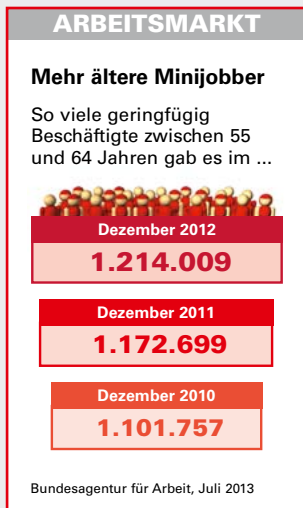 ARBEITSMARKT
Mehr ältere Minijobber
So viele geringfügig
Beschäftigte zwischen 55
und 64 Jahren gab es im ...
Dezember 2012
1.214.009
Dezember 2011
1.172.699
Dezember 2010
1.101.757
Bundesagentur für Arbeit, Juli 2013